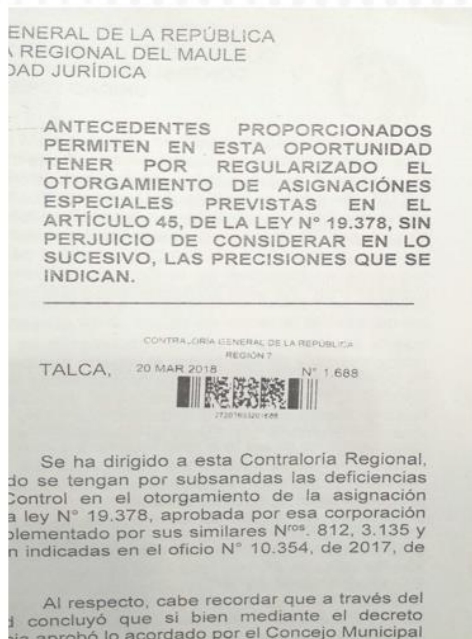 ENERAL DE LA REPÚBLICA
REGIONAL DEL MAULE
DAD JURÍDICA
ANTECEDENTES PROPORCIONADOS
PERMITEN EN ESTA OPORTUNIDAD
TENER POR REGULARIZADO EL
OTORGAMIENTO DE ASIGNACIÓNES
ESPECIALES PREVISTAS EN EL
ARTÍCULO 45, DE LA LEY N° 19.378, SIN
PERJUICIO DE CONSIDERAR EN LO
SUCESIVO, LAS PRECISIONES QUE SE
INDICAN.
CONTRALORIA GENERAL DE LA REPUBLICA
REGION 7
TALCA, 20 MAR 2018 N° 1.688
Se ha dirigido a esta Contraloría Regional,
do se tengan por subsanadas las deficiencias
Control en el otorgamiento de la asignación
a ley N° 19.378, aprobada por esa corporación
plementado por sus similares Nros. 812, 3.135 y
n indicadas en el oficio N° 10.354, de 2017, de
Al respecto, cabe recordar que a través del
d concluyó que si bien mediante el decreto
aprobó lo acordado por el Concejo Municipal